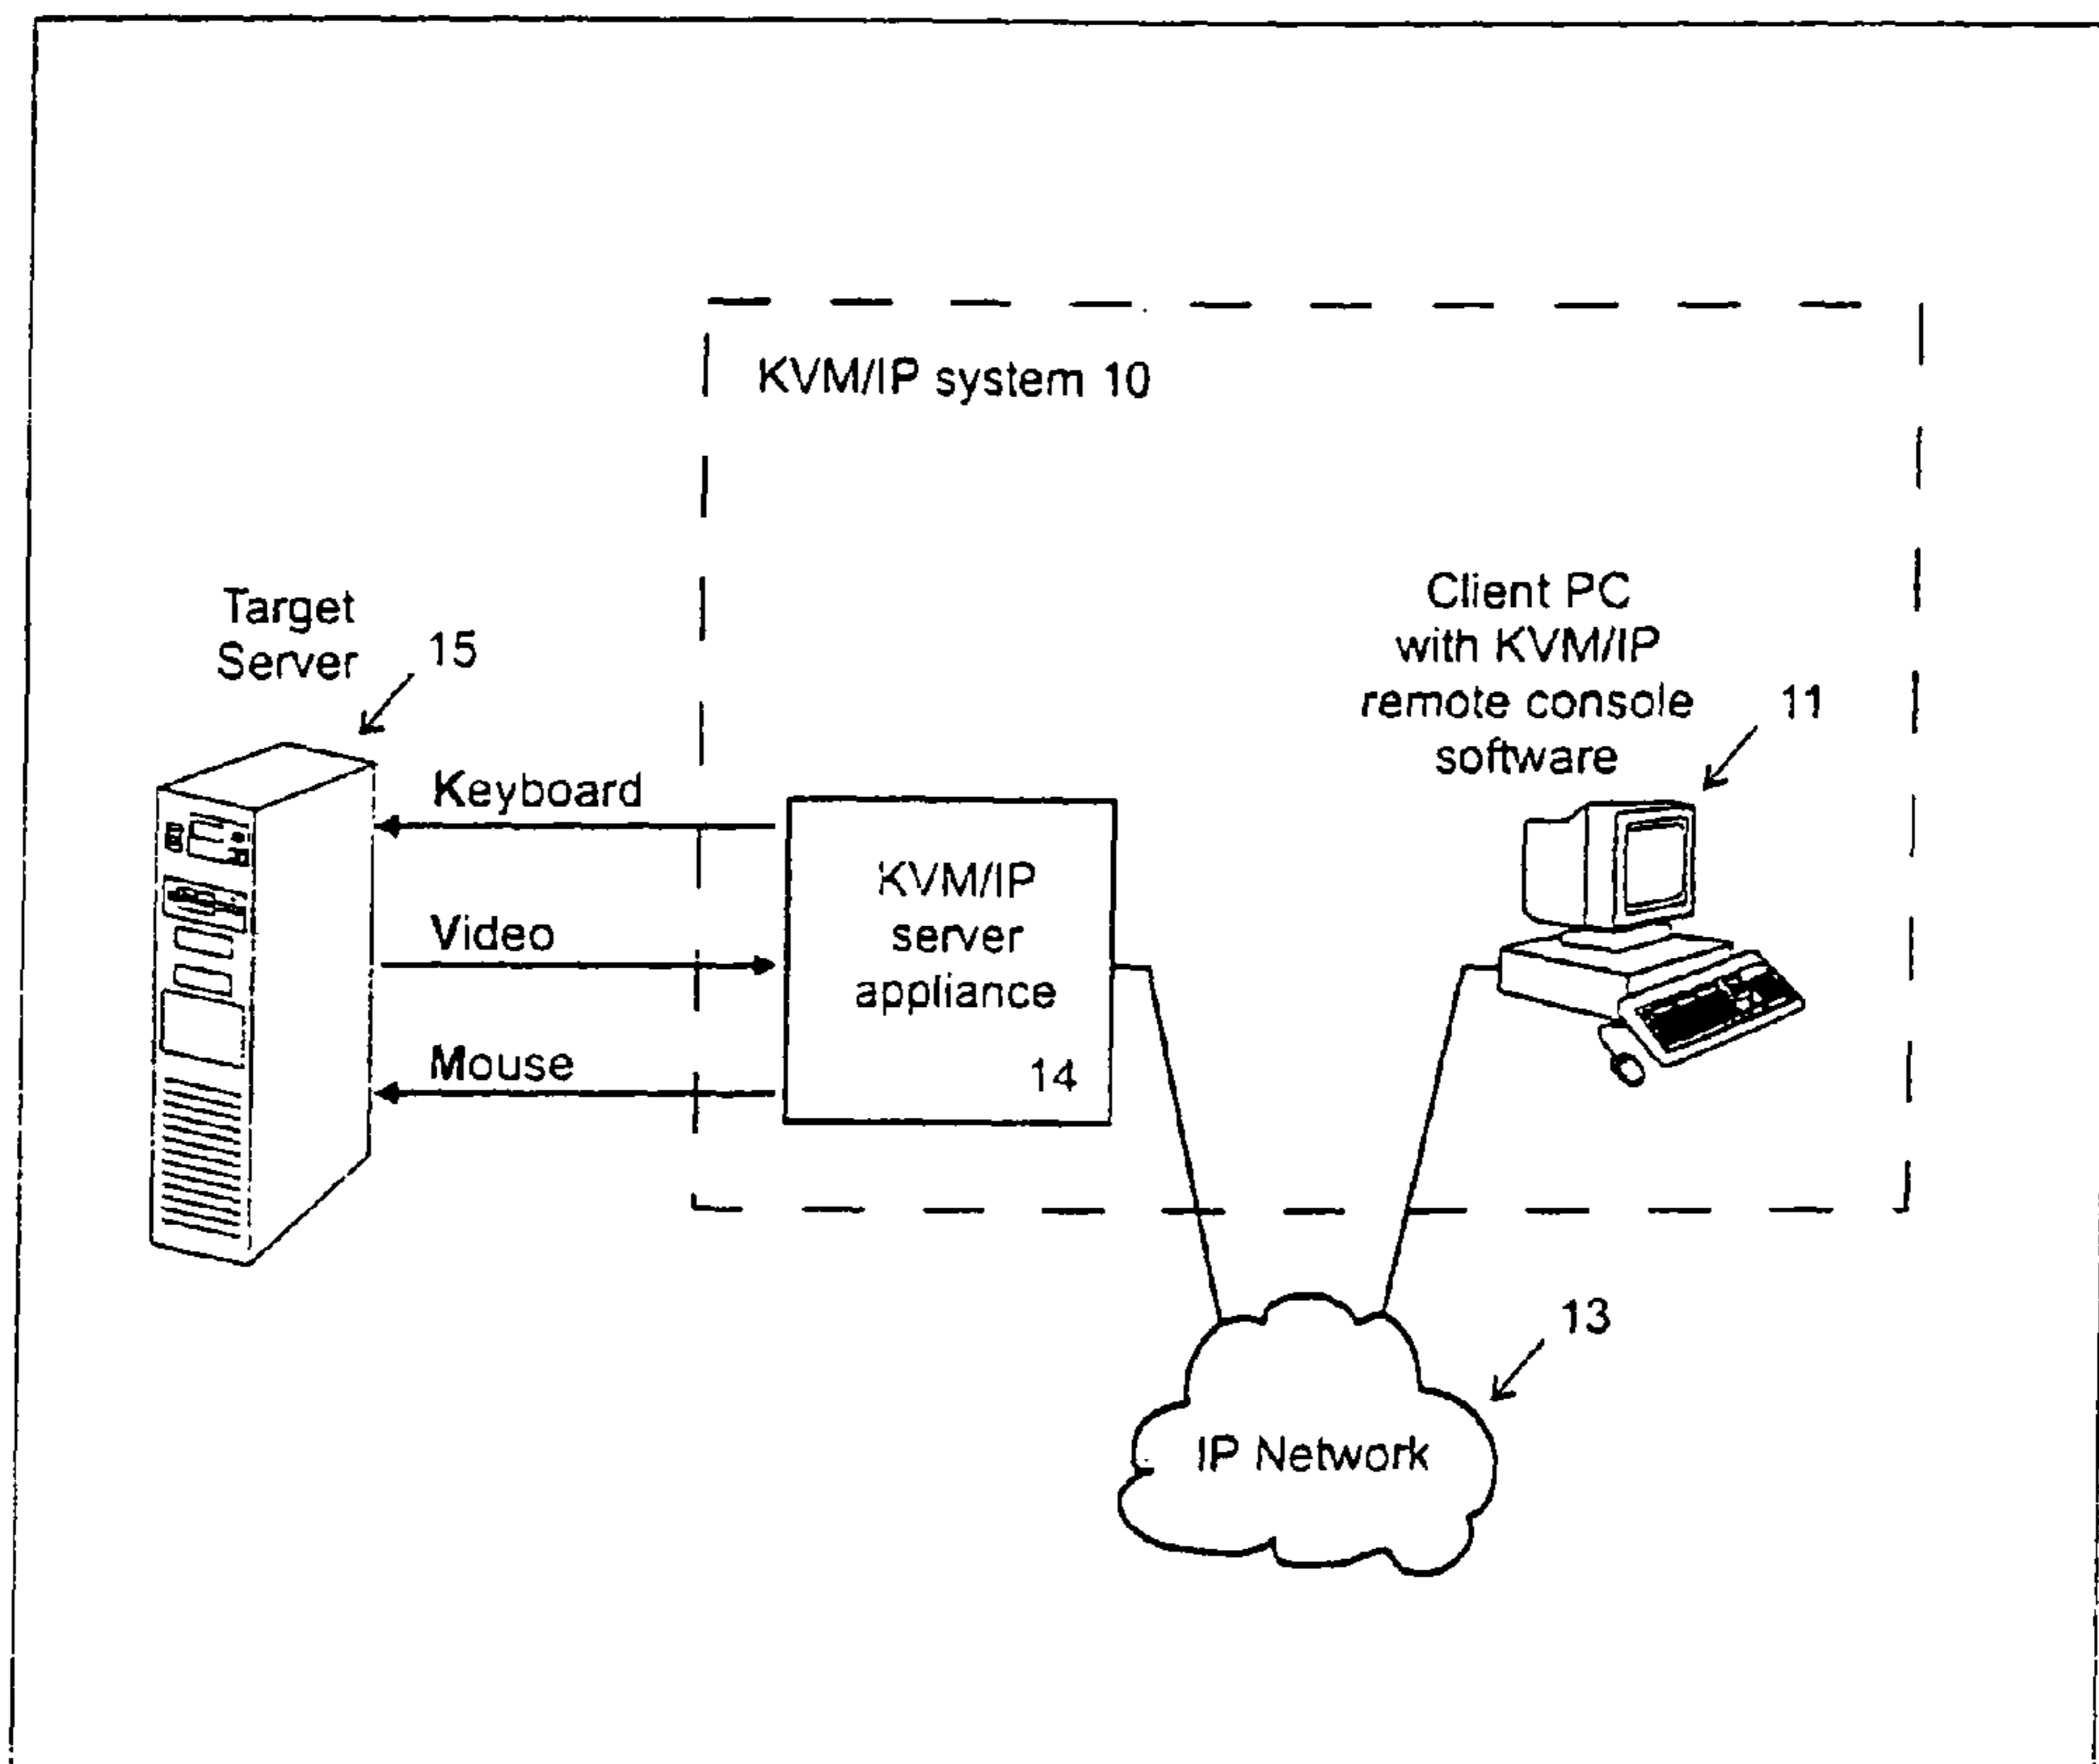 KVM/IP system 10
Target
Server
15
Client PC
with KVM/IP
remote console
software
11
Keyboard
Video
Mouse
KVM/IP
server
appliance
14
13
IP Network